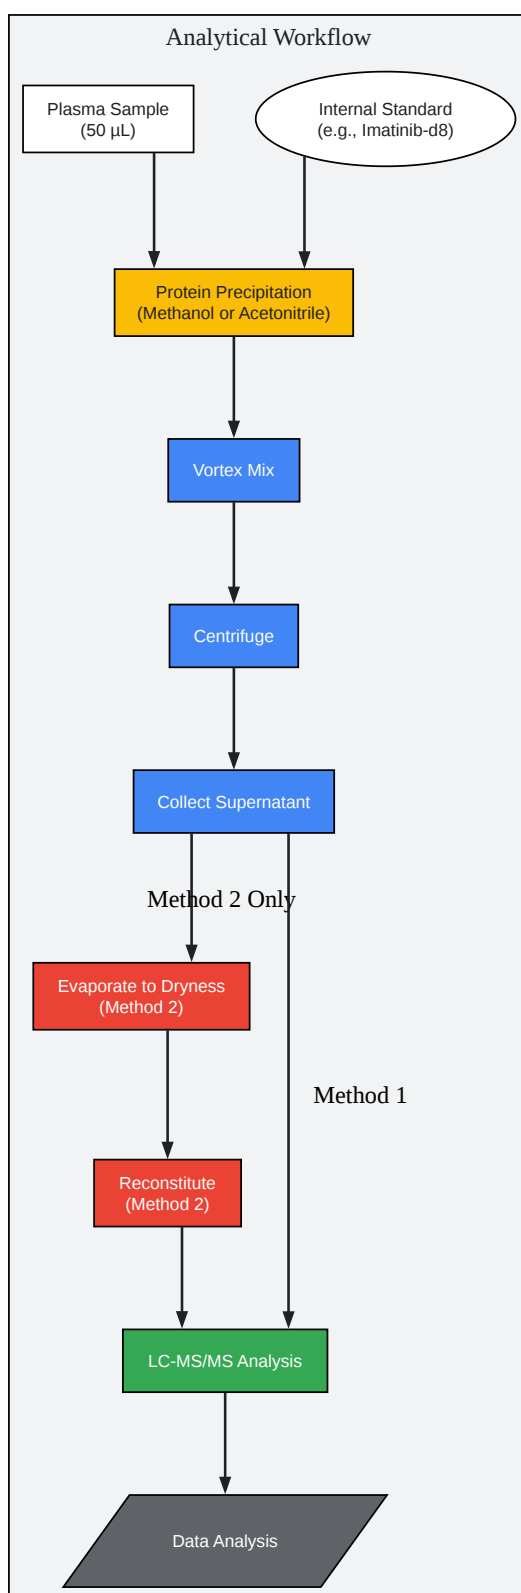 Analytical Workflow
Plasma Sample
(50 µL)
Internal Standard
(e.g., Imatinib-d8)
Protein Precipitation
(Methanol or Acetonitrile)
Vortex Mix
Centrifuge
Collect Supernatant
Method 2 Only
Evaporate to Dryness
(Method 2)
Method 1
Reconstitute
(Method 2)
LC-MS/MS Analysis
Data Analysis